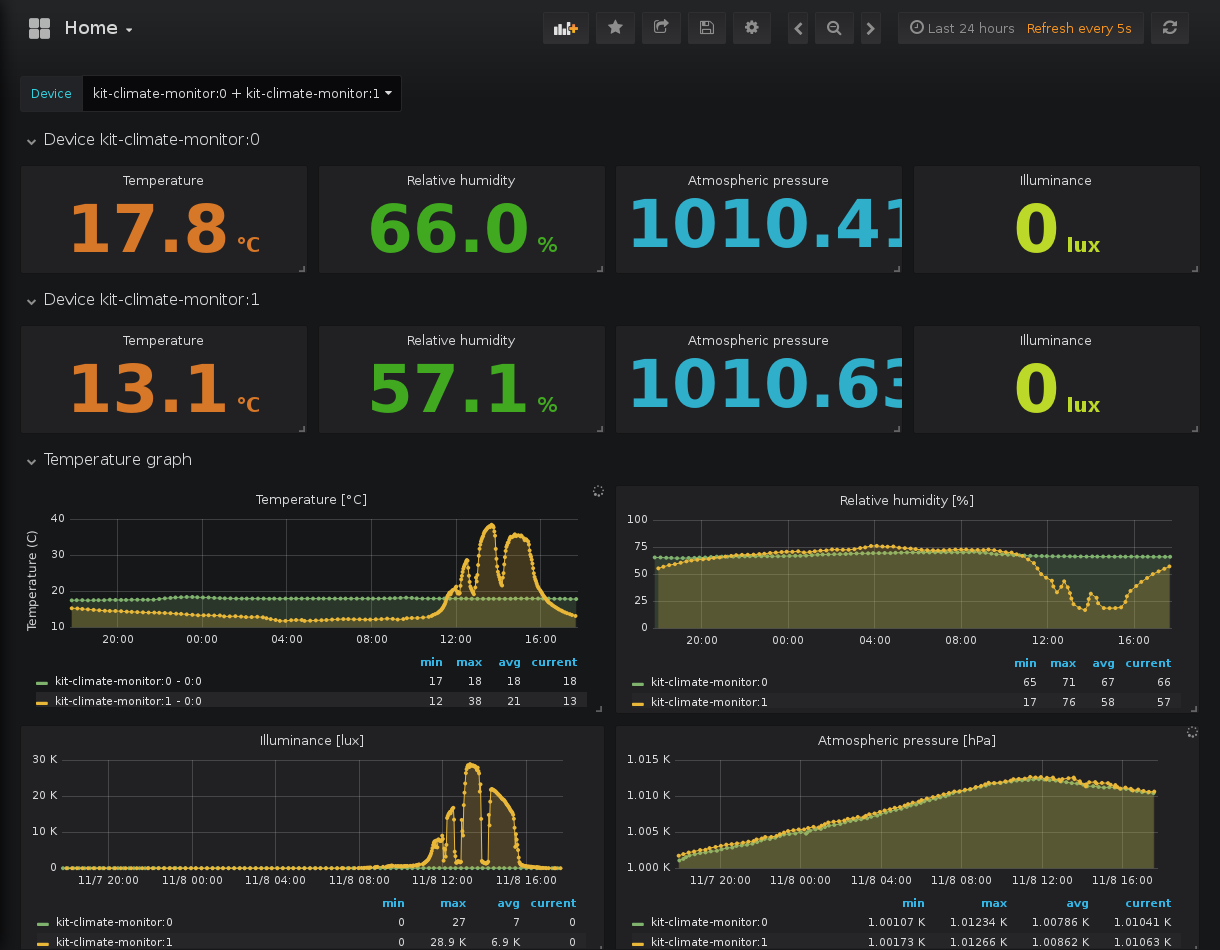 Home
Last 24 hours Refresh every 5s
Device kit-climate-monitor:0 + kit-climate-monitor:1
Device kit-climate-monitor:0
Temperature Relative humidity Atmospheric pressure Illuminance
17.8 °C 66.0 % 1010.41 0 lux
Device kit-climate-monitor:1
Temperature Relative humidity Atmospheric pressure Illuminance
13.1 °C 57.1 % 1010.63 0 lux
Temperature graph
Temperature [°C]
Temperature (C)
40
30
20
10
20:00 00:00 04:00 08:00 12:00 16:00
min max avg current
kit-climate-monitor:0 - 0:0 17 18 18 18
kit-climate-monitor:1 - 0:0 12 38 21 13
Relative humidity [%]
100
75
50
25
0
20:00 00:00 04:00 08:00 12:00 16:00
min max avg current
kit-climate-monitor:0 65 71 67 66
kit-climate-monitor:1 17 76 58 57
Illuminance [lux]
30 K
20 K
10 K
0
11/7 20:00 11/8 00:00 11/8 04:00 11/8 08:00 11/8 12:00 11/8 16:00
min max avg current
kit-climate-monitor:0 0 27 7 0
kit-climate-monitor:1 0 28.9 K 6.9 K 0
Atmospheric pressure [hPa]
1.015 K
1.010 K
1.005 K
1.000 K
11/7 20:00 11/8 00:00 11/8 04:00 11/8 08:00 11/8 12:00 11/8 16:00
min max avg current
kit-climate-monitor:0 1.00107 K 1.01234 K 1.00786 K 1.01041 K
kit-climate-monitor:1 1.00173 K 1.01266 K 1.00862 K 1.01063 K